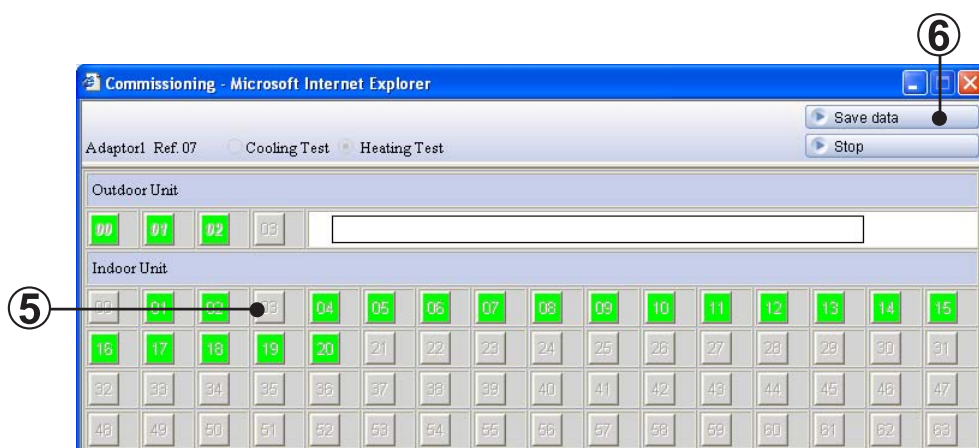 ⑥
Commissioning - Microsoft Internet Explorer
Save data
Adaptor1 Ref. 07 Cooling Test Heating Test
Stop
Outdoor Unit
00 01 02 03
Indoor Unit
⑤
00 01 02 03 04 05 06 07 08 09 10 11 12 13 14 15
16 17 18 19 20 21 22 23 24 25 26 27 28 29 30 31
32 33 34 35 36 37 38 39 40 41 42 43 44 45 46 47
48 49 50 51 52 53 54 55 56 57 58 59 60 61 62 63